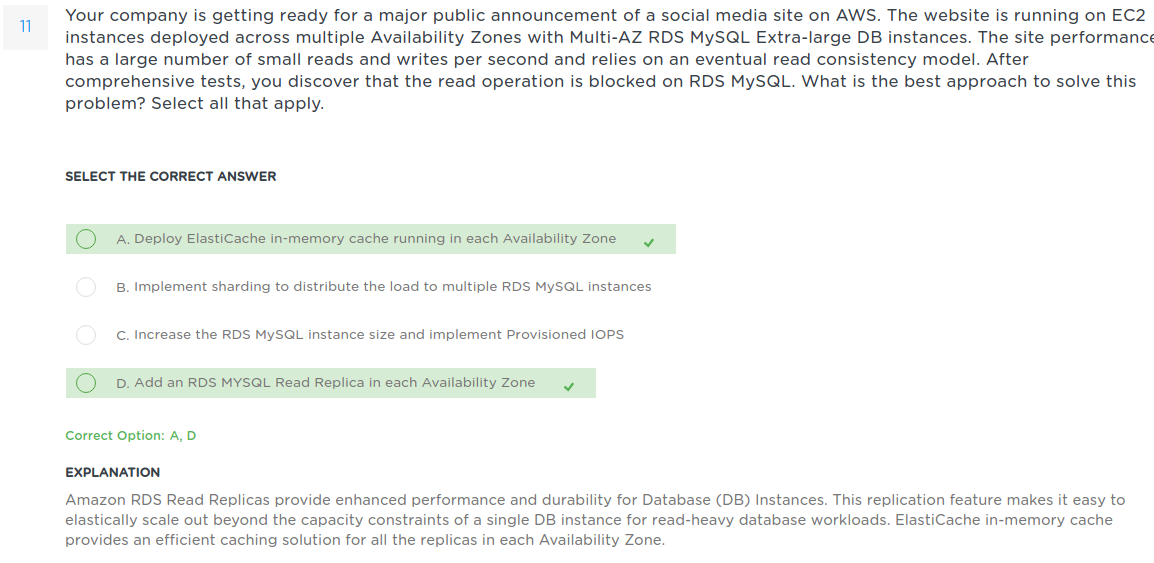 11
Your company is getting ready for a major public announcement of a social media site on AWS. The website is running on EC2
instances deployed across multiple Availability Zones with Multi-AZ RDS MySQL Extra-large DB instances. The site performance
has a large number of small reads and writes per second and relies on an eventual read consistency model. After
comprehensive tests, you discover that the read operation is blocked on RDS MySQL. What is the best approach to solve this
problem? Select all that apply.
SELECT THE CORRECT ANSWER
A. Deploy ElastiCache in-memory cache running in each Availability Zone
B. Implement sharding to distribute the load to multiple RDS MySQL instances
C. Increase the RDS MySQL instance size and implement Provisioned IOPS
D. Add an RDS MYSQL Read Replica in each Availability Zone
Correct Option: A, D
EXPLANATION
Amazon RDS Read Replicas provide enhanced performance and durability for Database (DB) Instances. This replication feature makes it easy to
elastically scale out beyond the capacity constraints of a single DB instance for read-heavy database workloads. ElastiCache in-memory cache
provides an efficient caching solution for all the replicas in each Availability Zone.